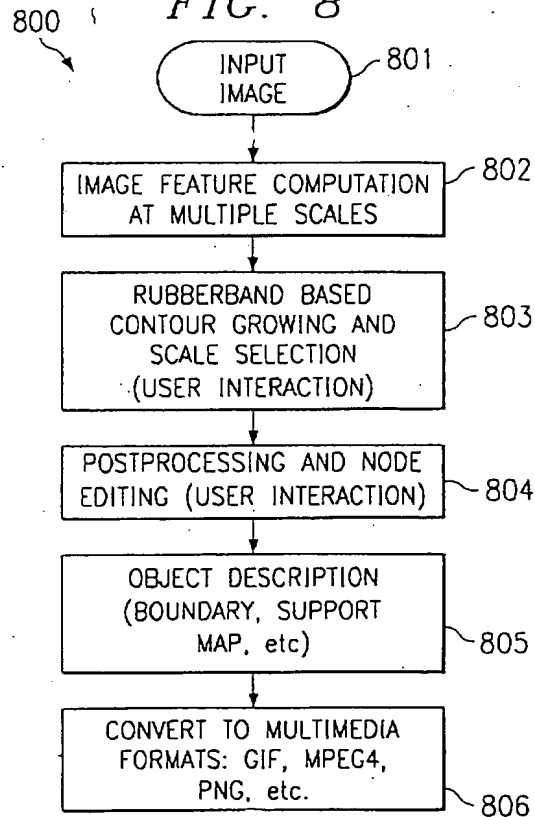 FIG. 8
800
INPUT
IMAGE
801
IMAGE FEATURE COMPUTATION
AT MULTIPLE SCALES
802
RUBBERBAND BASED
CONTOUR GROWING AND
SCALE SELECTION
(USER INTERACTION)
803
POSTPROCESSING AND NODE
EDITING (USER INTERACTION)
804
OBJECT DESCRIPTION
(BOUNDARY, SUPPORT
MAP, etc)
805
CONVERT TO MULTIMEDIA
FORMATS: GIF, MPEG4,
PNG, etc.
806